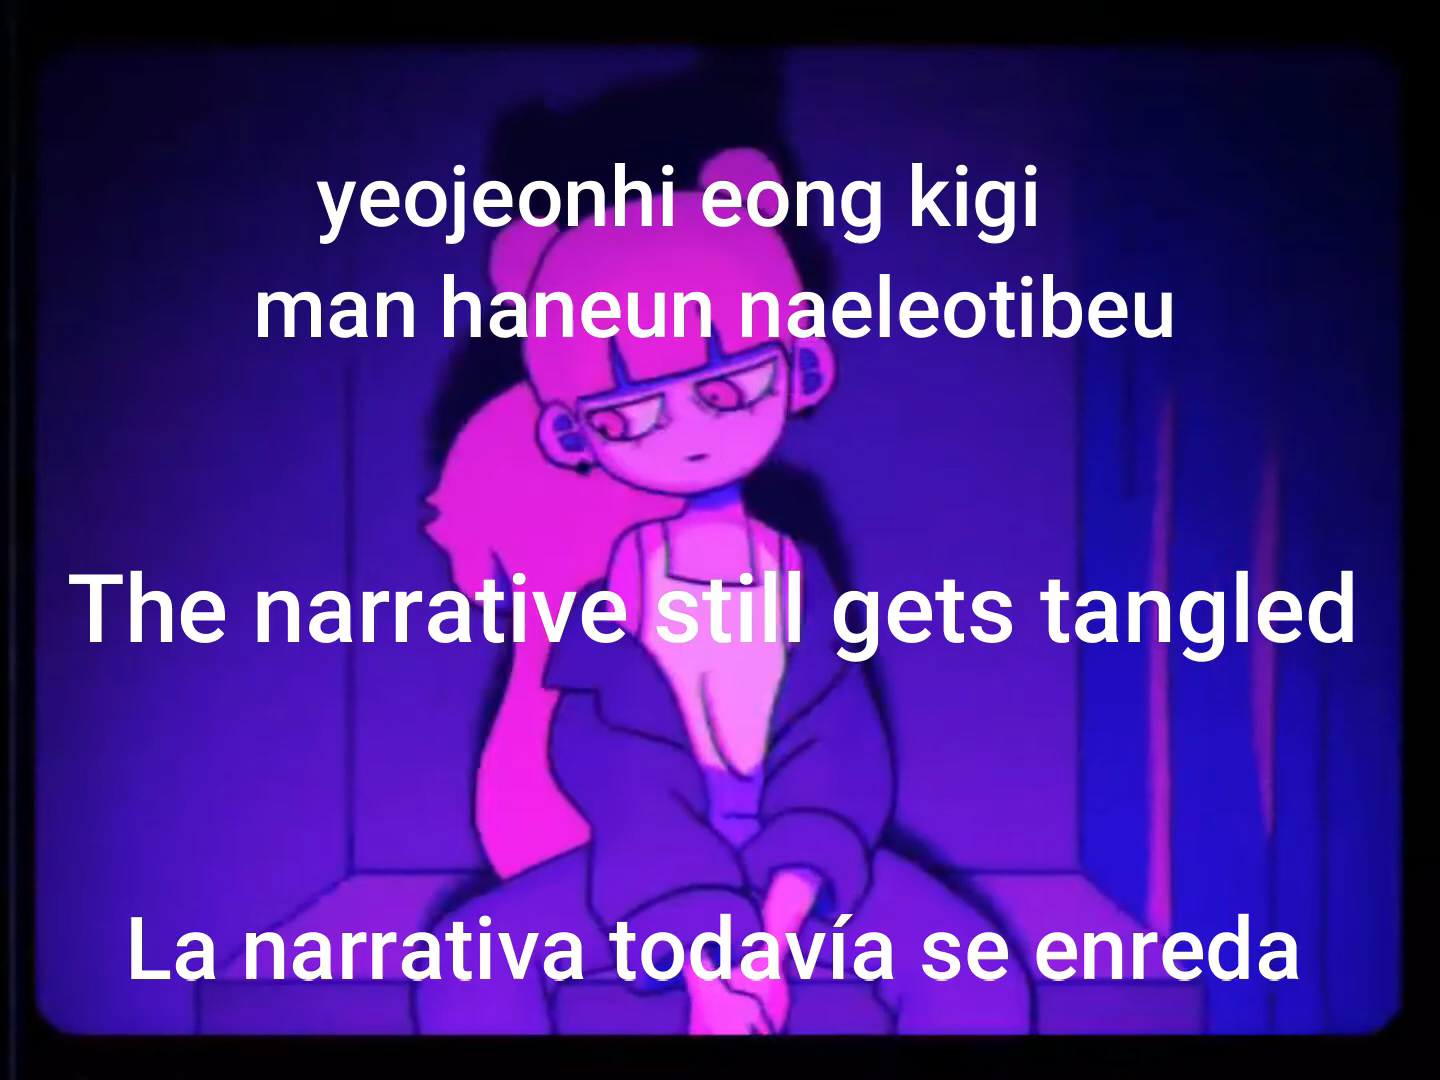 yeojeonhi eong kigi
man haneun naeleotibeu
The narrative still gets tangled
La narrativa todavía se enreda